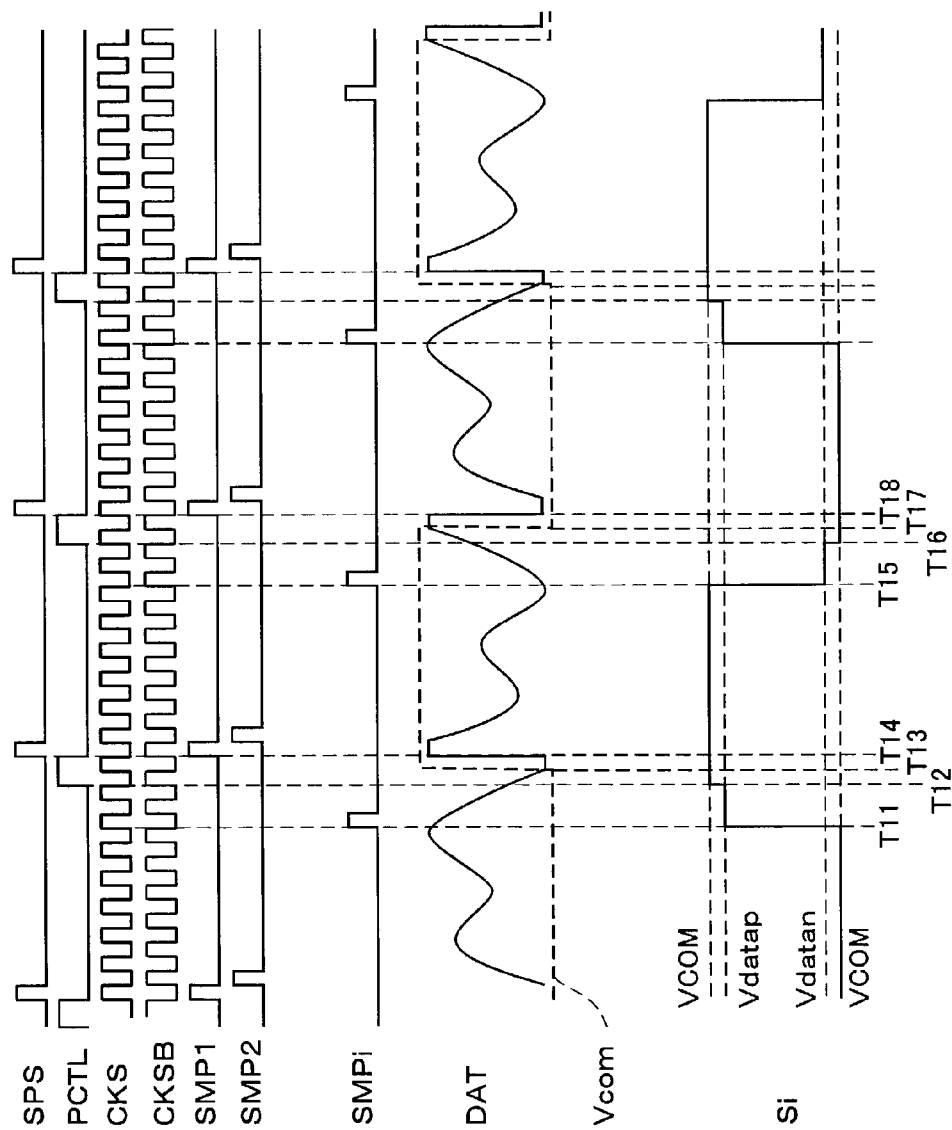 SPS
PCTL
CKS
CKSB
SMP1
SMP2
SMPi
DAT
Vcom
Si
VCOM
Vdatap
Vdatan
VCOM
T11
T12
T13
T14
T15
T16
T17
T18